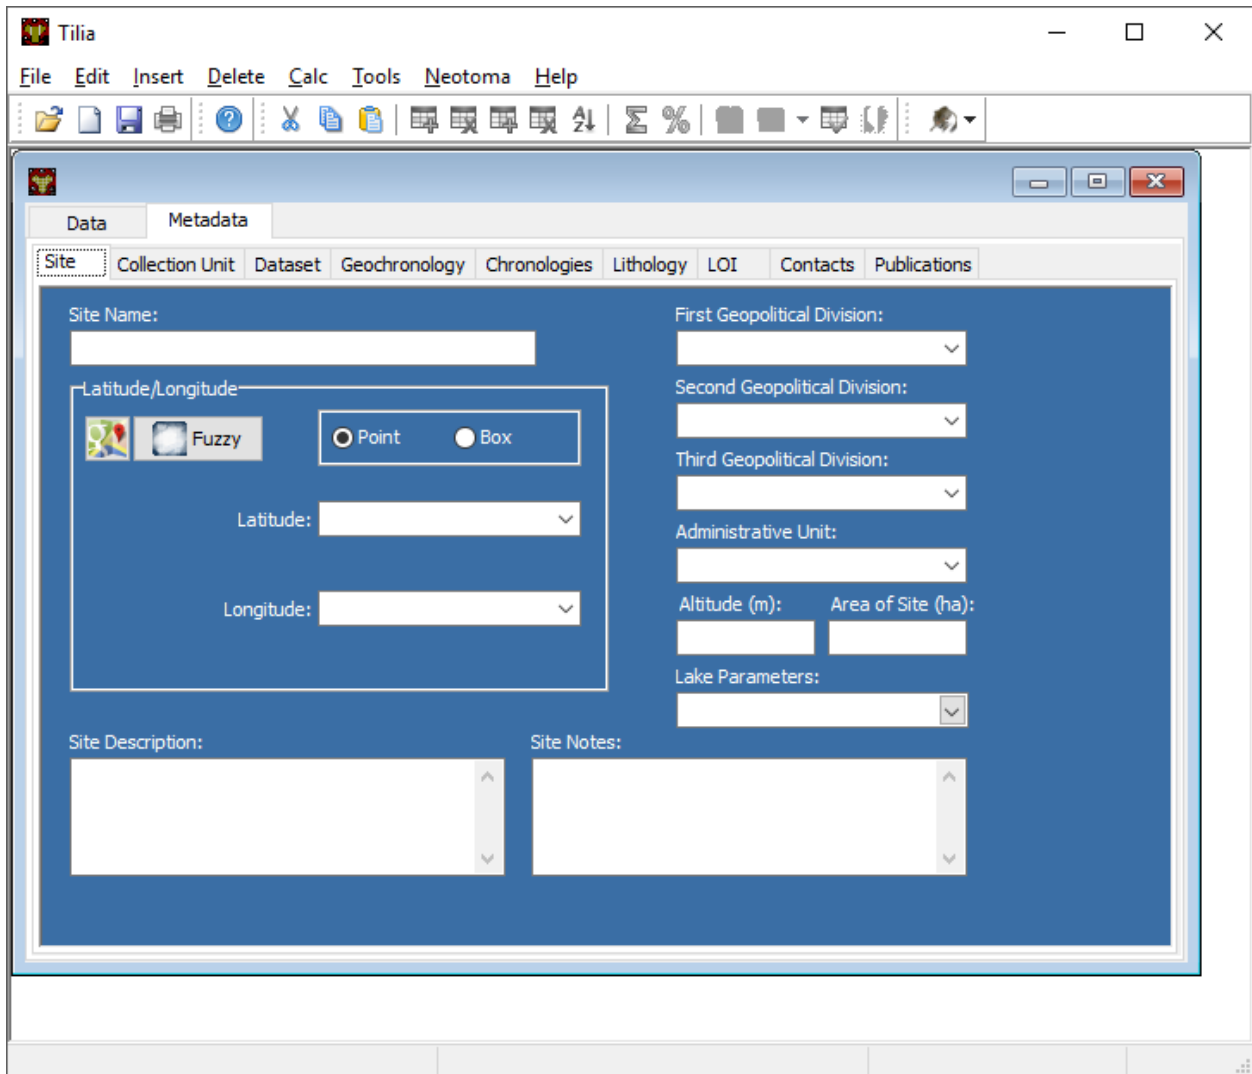 Tilia
File Edit Insert Delete Calc Tools Neotoma Help
Data Metadata
Site Collection Unit Dataset Geochronology Chronologies Lithology LOI Contacts Publications
Site Name:
First Geopolitical Division:
Latitude/Longitude
Second Geopolitical Division:
Fuzzy
Point Box
Third Geopolitical Division:
Latitude:
Administrative Unit:
Longitude:
Altitude (m): Area of Site (ha):
Lake Parameters:
Site Description:
Site Notes: